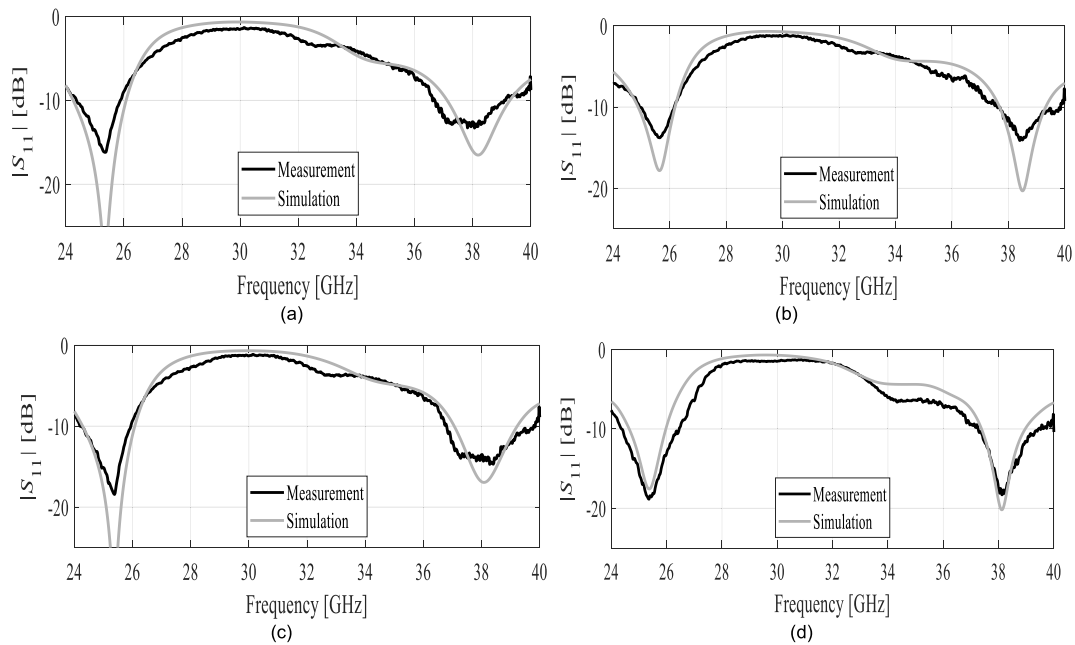 0
-10
-20
|S11| [dB]
Measurement
Simulation
24 26 28 30 32 34 36 38 40
Frequency [GHz]
(a)
0
-10
-20
|S11| [dB]
Measurement
Simulation
24 26 28 30 32 34 36 38 40
Frequency [GHz]
(b)
0
-10
-20
|S11| [dB]
Measurement
Simulation
24 26 28 30 32 34 36 38 40
Frequency [GHz]
(c)
0
-10
-20
|S11| [dB]
Measurement
Simulation
24 26 28 30 32 34 36 38 40
Frequency [GHz]
(d)